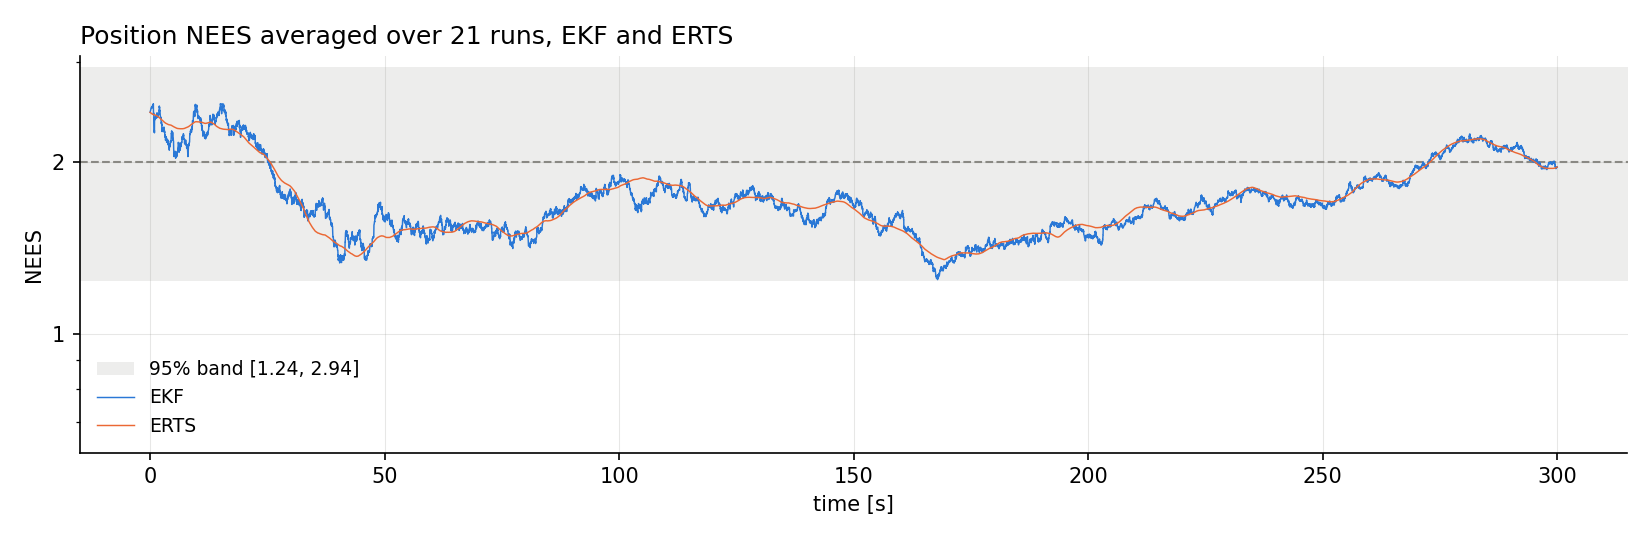 Position NEES averaged over 21 runs, EKF and ERTS
NEES
2
1
95% band [1.24, 2.94]
EKF
ERTS
0 50 100 150 200 250 300
time [s]